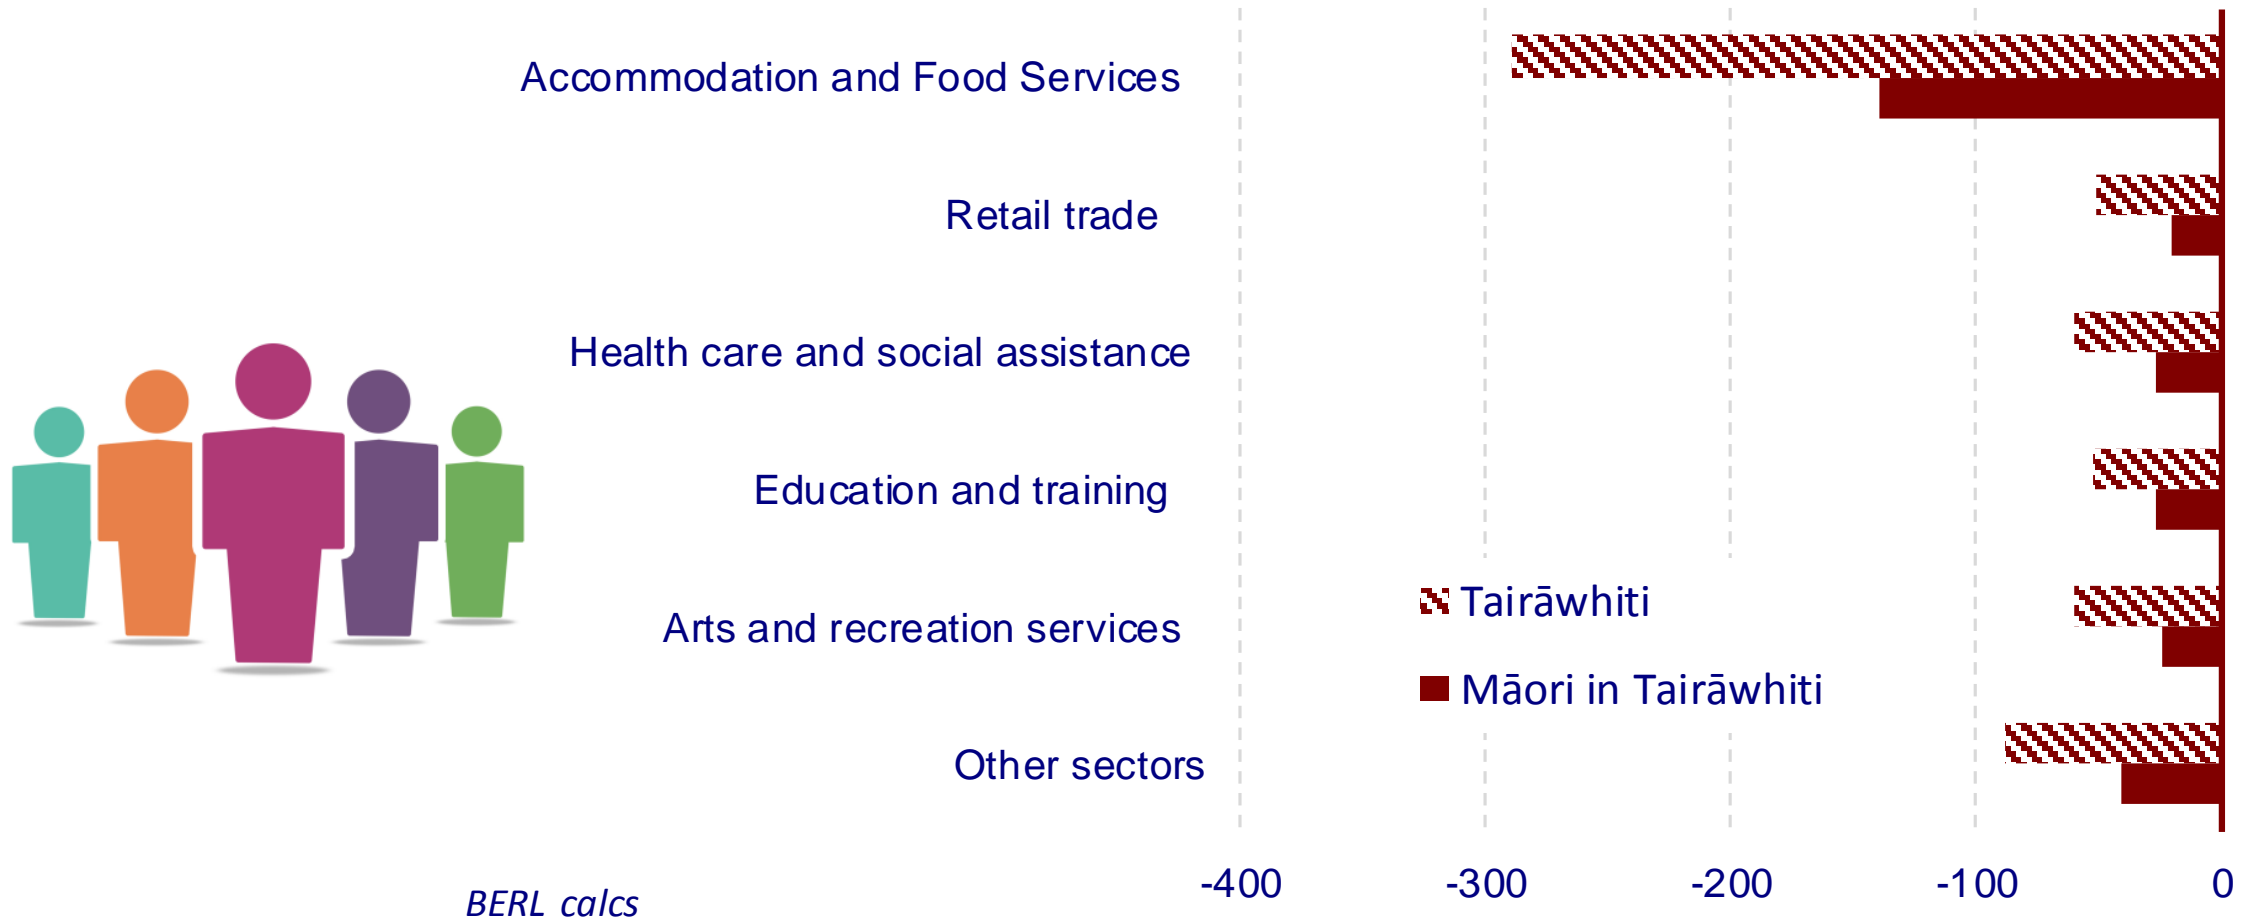 Accommodation and Food Services
Retail trade
Health care and social assistance
Education and training
Arts and recreation services
Other sectors
Tairāwhiti
Māori in Tairāwhiti
-400 -300 -200 -100 0
BERL calcs